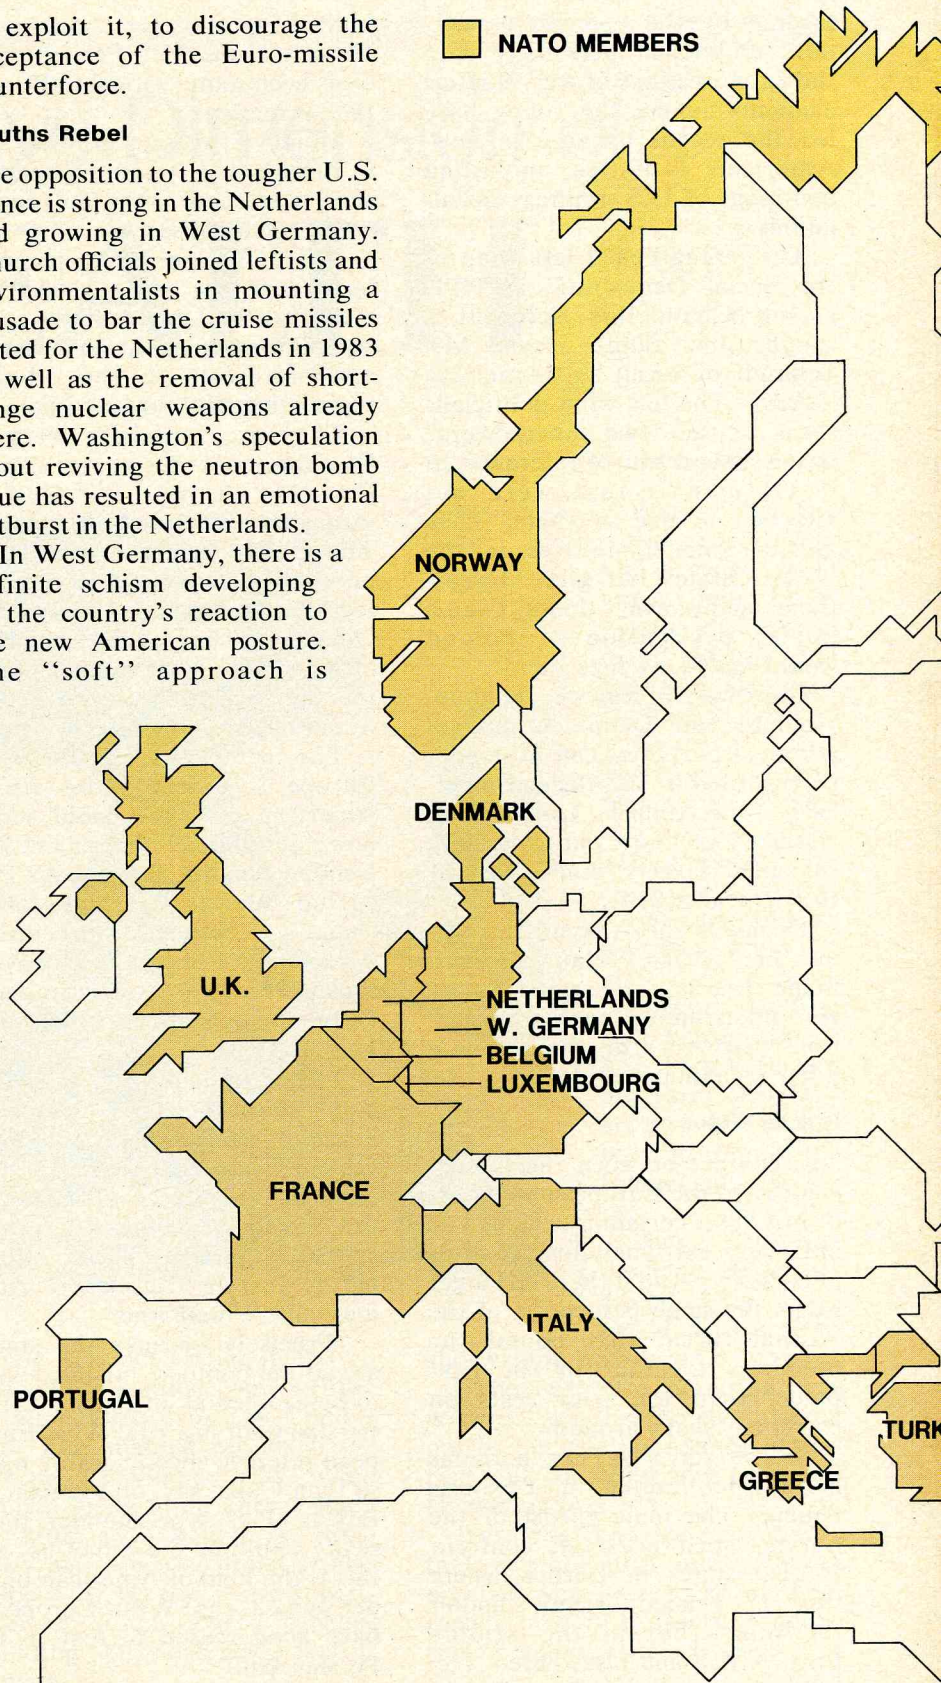 exploit it, to discourage the
ceptance of the Euro-missile
unterforce.
uths Rebel
e opposition to the tougher U.S.
nce is strong in the Netherlands
d growing in West Germany.
hurch officials joined leftists and
vironmentalists in mounting a
usade to bar the cruise missiles
ted for the Netherlands in 1983
well as the removal of short-
nge nuclear weapons already
ere. Washington's speculation
out reviving the neutron bomb
ue has resulted in an emotional
tburst in the Netherlands.
In West Germany, there is a
finite schism developing
the country's reaction to
e new American posture.
ne “soft” approach is
NATO MEMBERS
NORWAY
DENMARK
U.K.
NETHERLANDS
W. GERMANY
BELGIUM
LUXEMBOURG
FRANCE
ITALY
PORTUGAL
TURK
GREECE